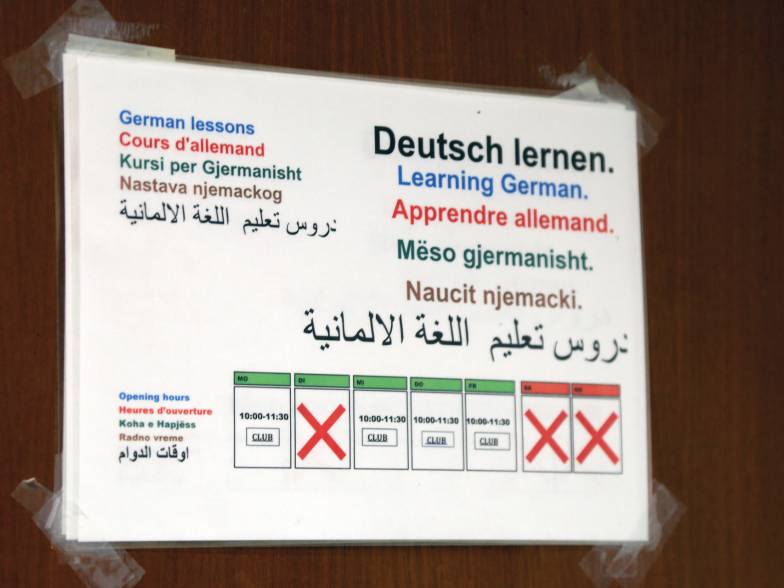 German lessons
Cours d'allemand
Kursi per Gjermanisht
Nastava njemackog
دروس تعليم اللغة الالمانية
Deutsch lernen.
Learning German.
Apprendre allemand.
Mëso gjermanisht.
Naucit njemacki.
دروس تعليم اللغة الالمانية
Opening hours
Heures d'ouverture
Koha e Hapjëss
Radno vreme
اوقات الدوام
MO DI MI DO FR SA SO
10:00-11:30 10:00-11:30 10:00-11:30 10:00-11:30
CLUB CLUB CLUB CLUB